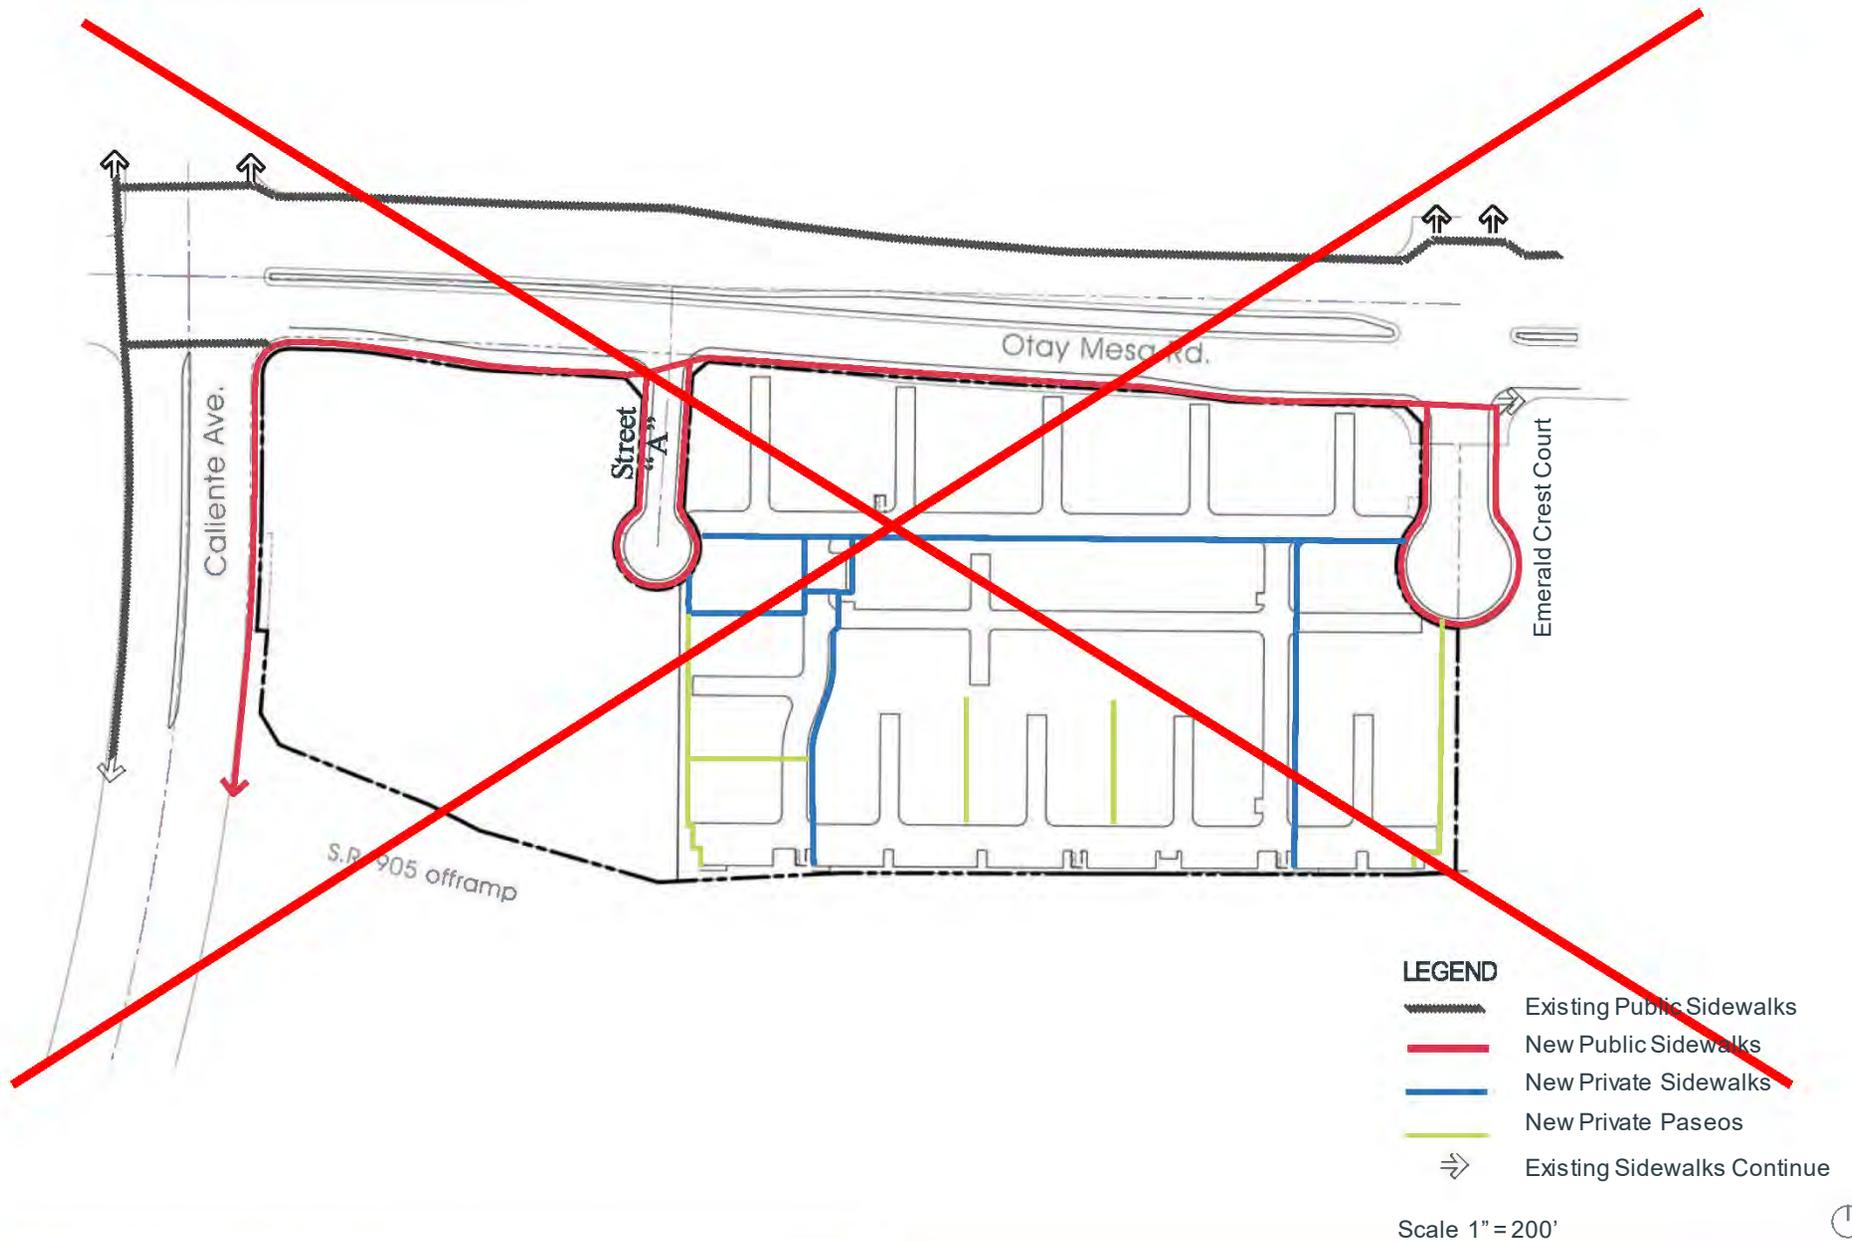 Otay Mesa Rd.
Caliente Ave.
Street
“A”
Emerald Crest Court
S.R. 905 offramp
LEGEND
Existing Public Sidewalks
New Public Sidewalks
New Private Sidewalks
New Private Paseos
Existing Sidewalks Continue
Scale 1” = 200’